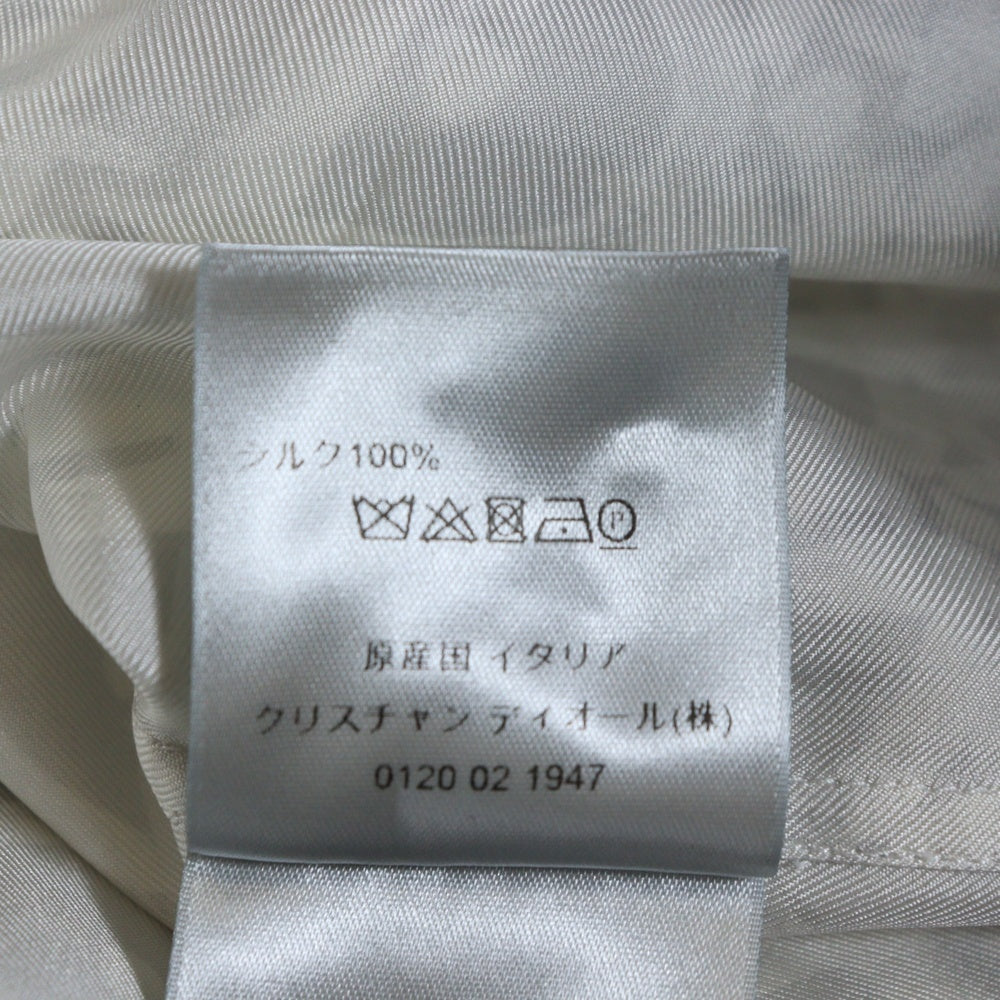 シルク100%
P
原産国 イタリア
クリスチャン ディオール(株)
0120 02 1947